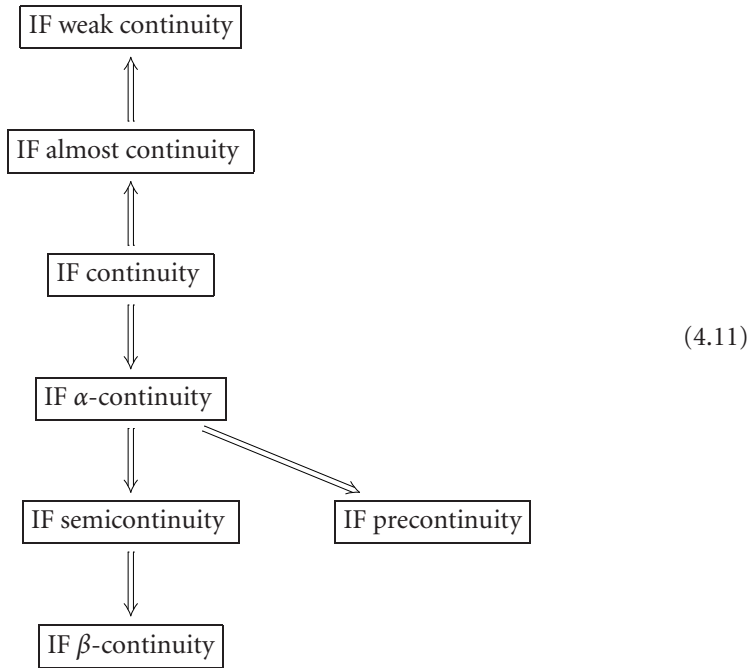 IF weak continuity
IF almost continuity
IF continuity
(4.11)
IF α-continuity
IF semicontinuity
IF precontinuity
IF β-continuity